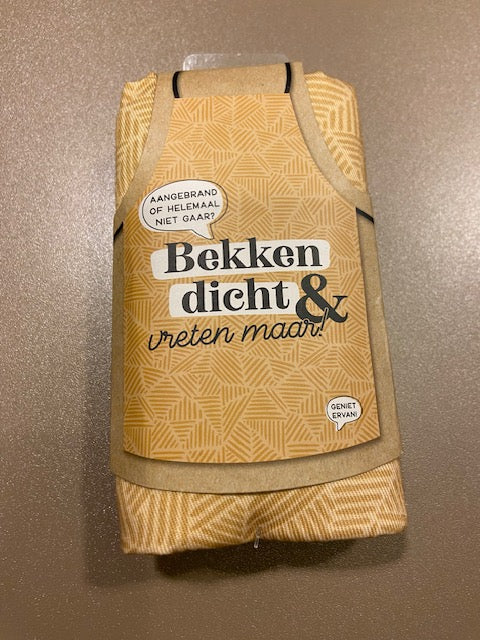 AANGEBRAND
OF HELEMAAL
NIET GAAR?
Bekken
dicht &
vreten maar!
GENIET
ERVAN!